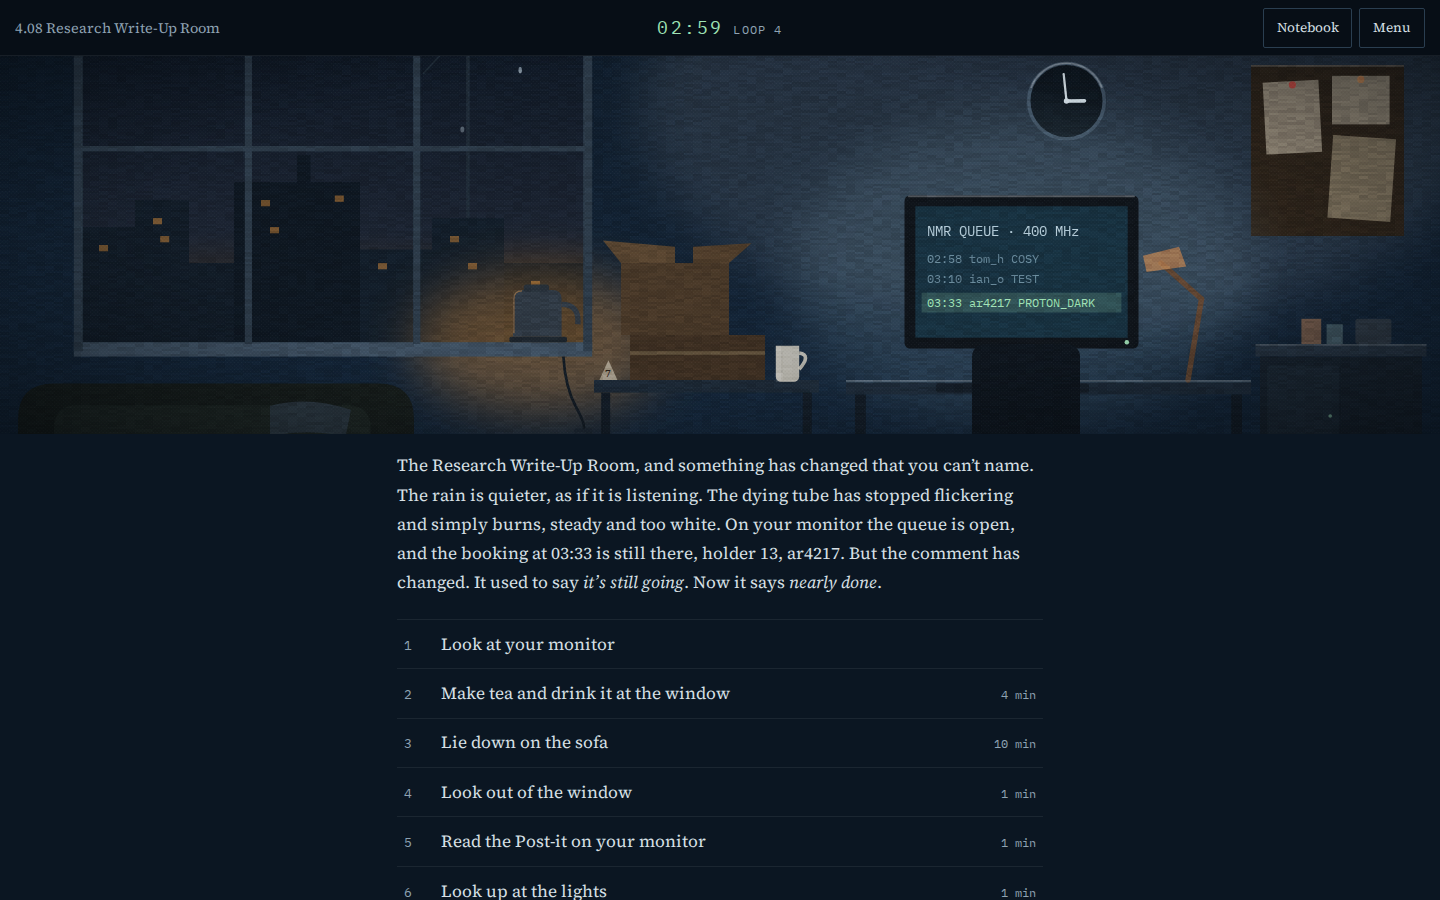 4.08 Research Write-Up Room
02:59 LOOP 4
Notebook
Menu
NMR QUEUE · 400 MHz
02:58 tom_h COSY
03:10 ian_o TEST
03:33 ar4217 PROTON_DARK
7
The Research Write-Up Room, and something has changed that you can’t name.
The rain is quieter, as if it is listening. The dying tube has stopped flickering
and simply burns, steady and too white. On your monitor the queue is open,
and the booking at 03:33 is still there, holder 13, ar4217. But the comment has
changed. It used to say it’s still going. Now it says nearly done.
1 Look at your monitor
2 Make tea and drink it at the window 4 min
3 Lie down on the sofa 10 min
4 Look out of the window 1 min
5 Read the Post-it on your monitor 1 min
6 Look up at the lights 1 min